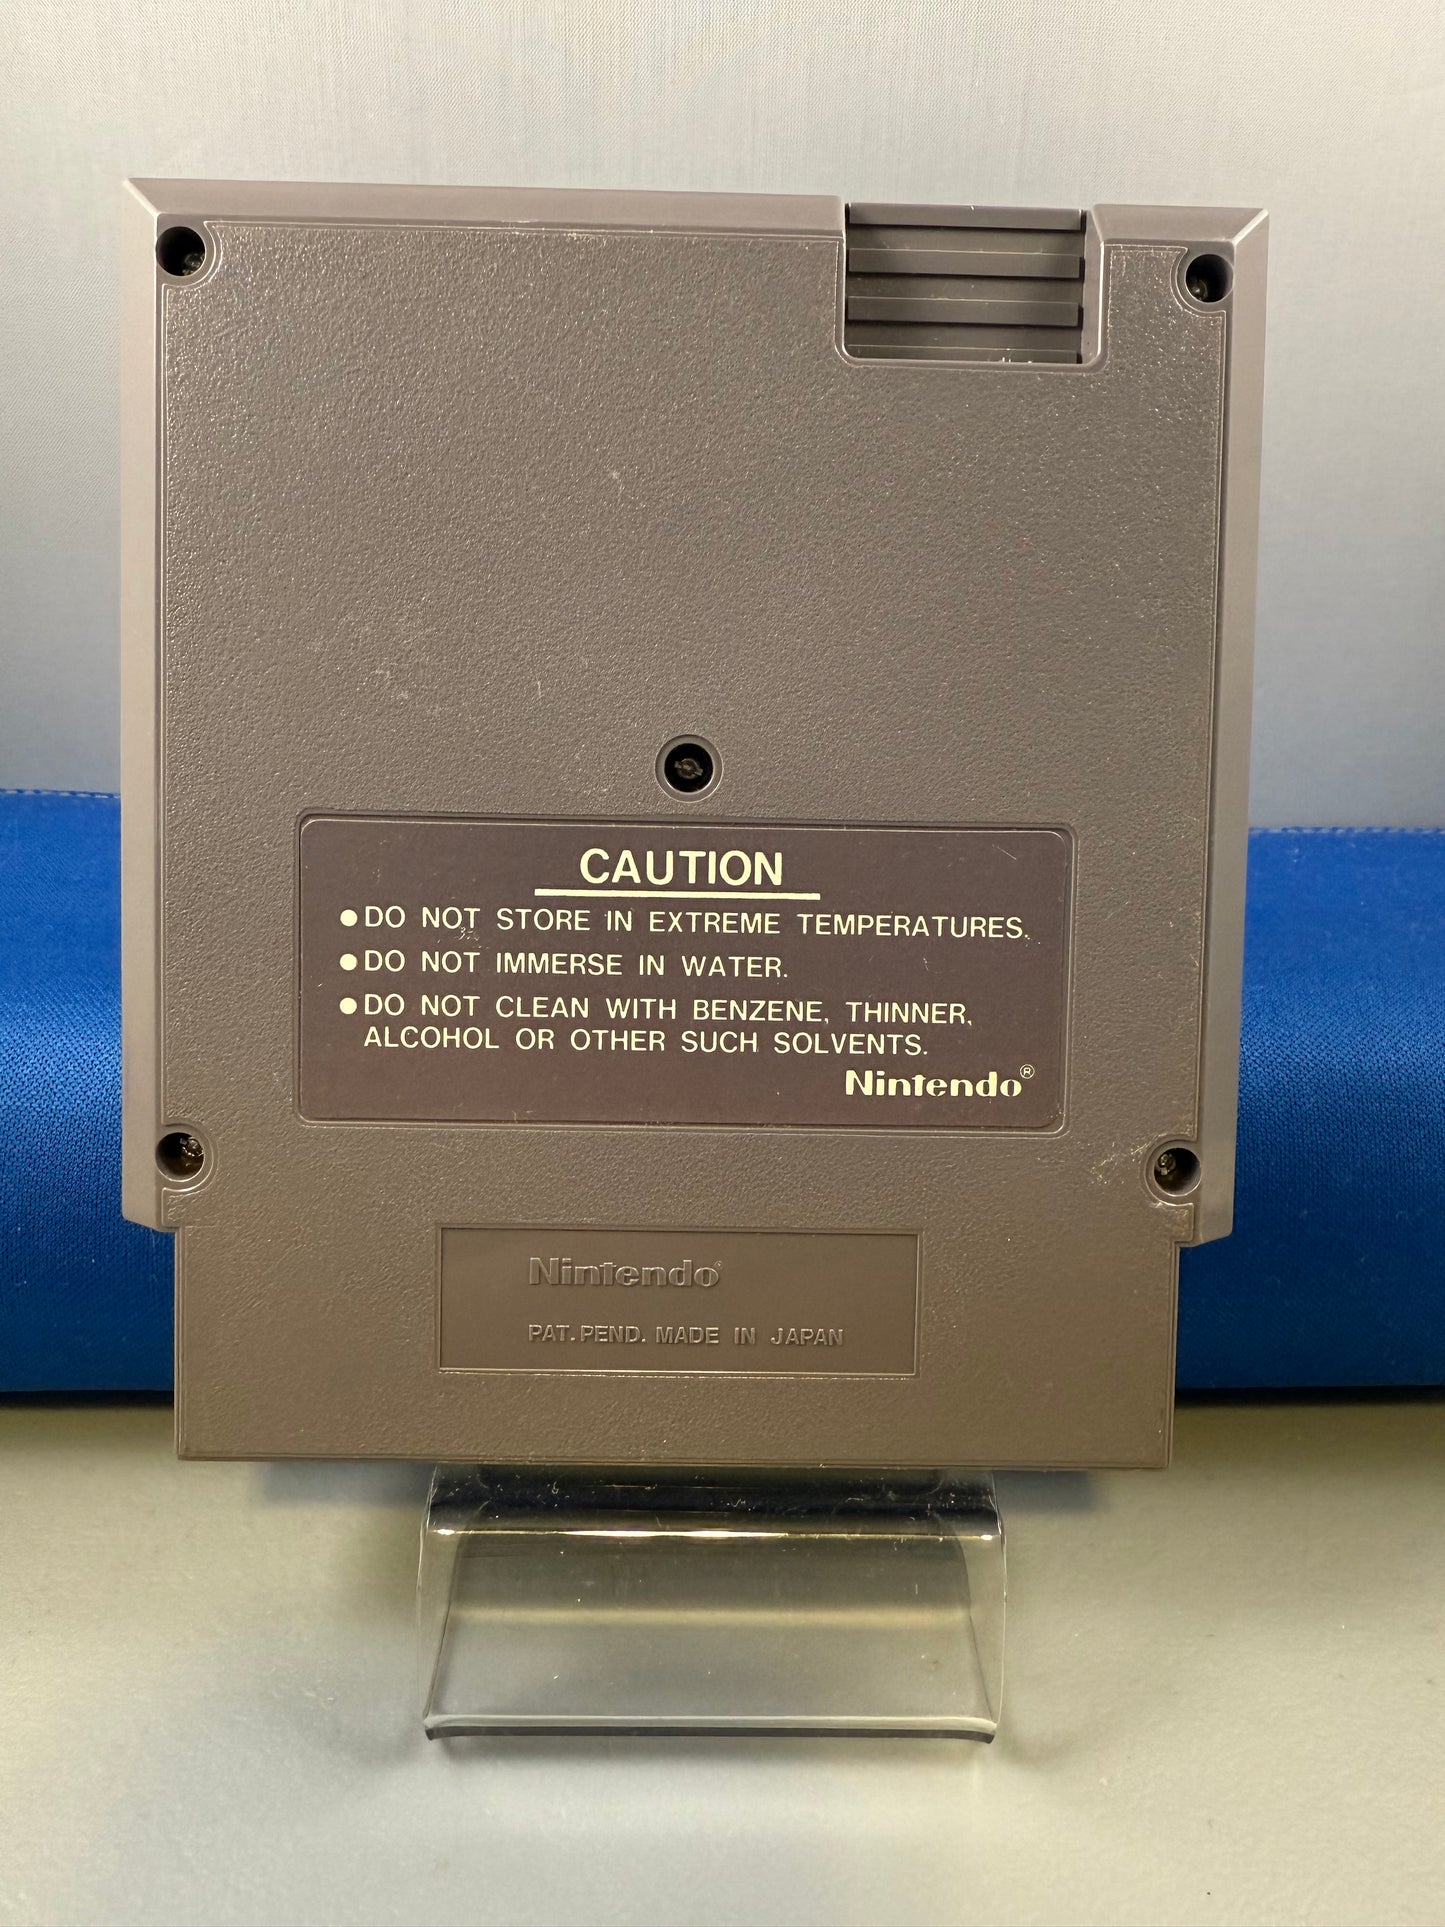 CAUTION
● DO NOT STORE IN EXTREME TEMPERATURES.
● DO NOT IMMERSE IN WATER.
● DO NOT CLEAN WITH BENZENE, THINNER,
ALCOHOL OR OTHER SUCH SOLVENTS.
Nintendo®
Nintendo®
PAT. PEND. MADE IN JAPAN